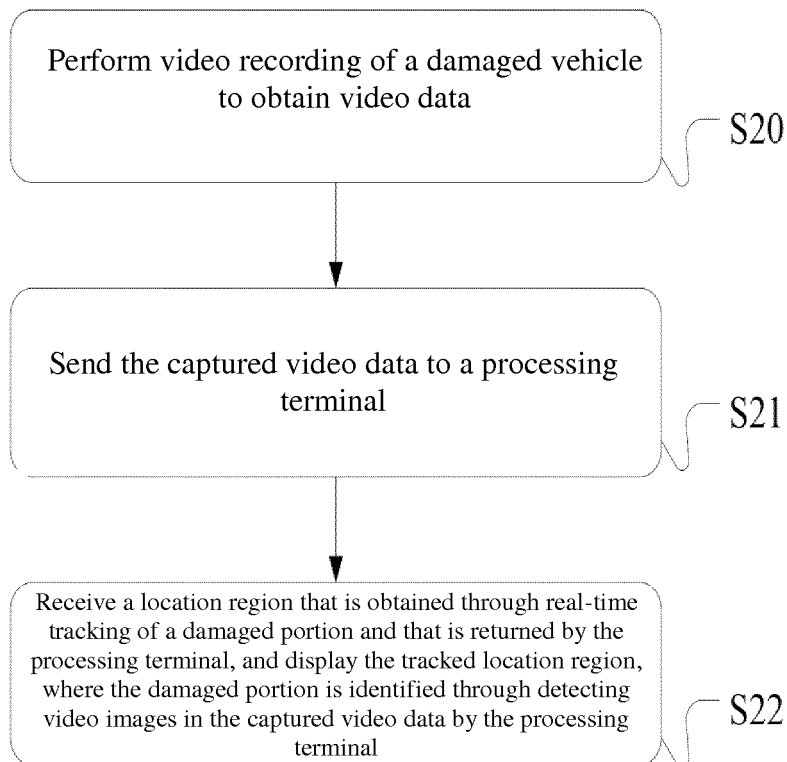 Perform video recording of a damaged vehicle
to obtain video data
S20
Send the captured video data to a processing
terminal
S21
Receive a location region that is obtained through real-time
tracking of a damaged portion and that is returned by the
processing terminal, and display the tracked location region,
where the damaged portion is identified through detecting
video images in the captured video data by the processing
terminal
S22